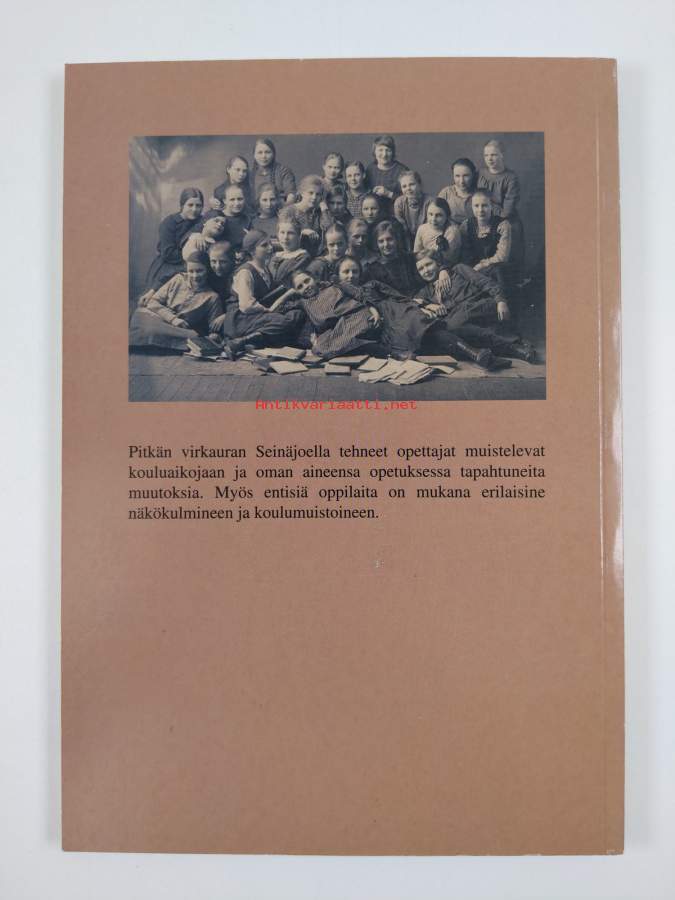 Antikvariaatti.net
Pitkän virkauran Seinäjoella tehneet opettajat muistelevat
kouluaikojaan ja oman aineensa opetuksessa tapahtuneita
muutoksia. Myös entisiä oppilaita on mukana erilaisine
näkökulmineen ja koulumuistoineen.